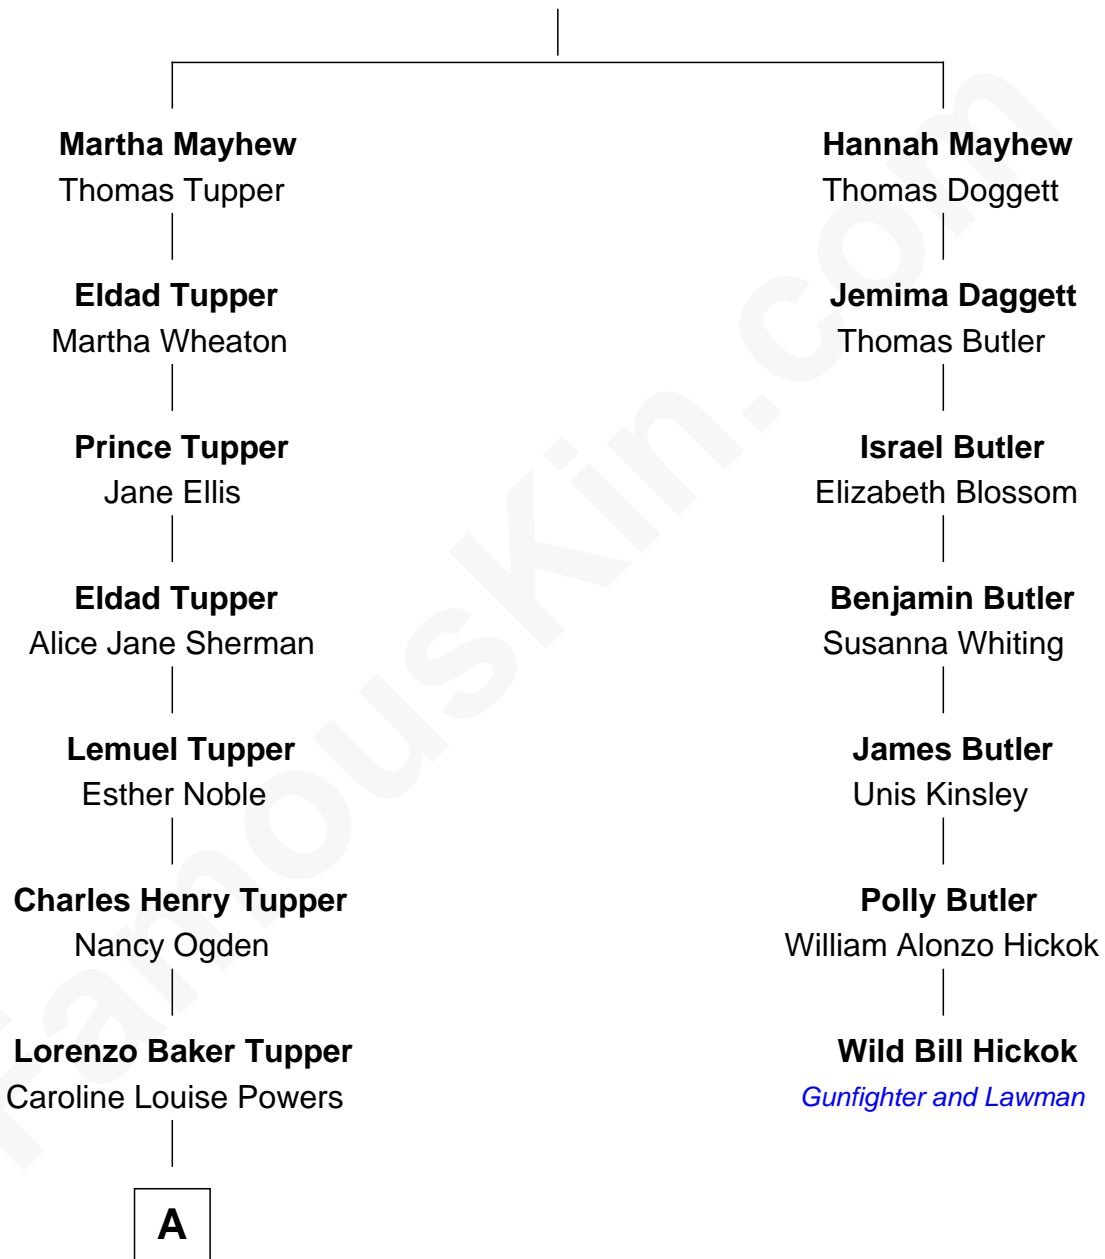 Martha Mayhew
Thomas Tupper
Hannah Mayhew
Thomas Doggett
Eldad Tupper
Martha Wheaton
Jemima Daggett
Thomas Butler
Prince Tupper
Jane Ellis
Israel Butler
Elizabeth Blossom
Eldad Tupper
Alice Jane Sherman
Benjamin Butler
Susanna Whiting
Lemuel Tupper
Esther Noble
James Butler
Unis Kinsley
Charles Henry Tupper
Nancy Ogden
Polly Butler
William Alonzo Hickok
Lorenzo Baker Tupper
Caroline Louise Powers
Wild Bill Hickok
Gunfighter and Lawman
A
FamousKin.com